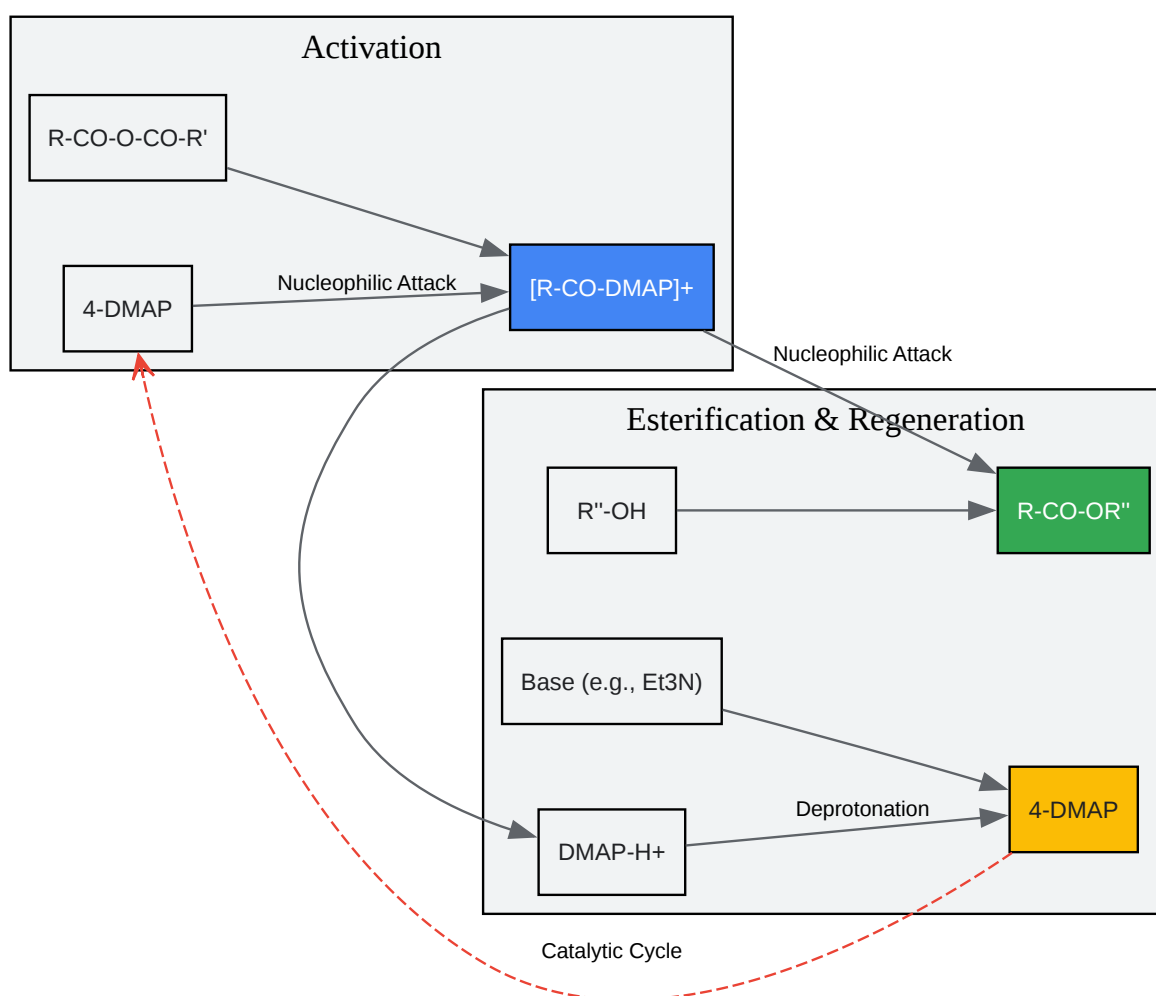 Activation
R-CO-O-CO-R'
4-DMAP
Nucleophilic Attack
[R-CO-DMAP]+
Nucleophilic Attack
Esterification & Regeneration
R''-OH
R-CO-OR''
Base (e.g., Et3N)
DMAP-H+
Deprotonation
4-DMAP
Catalytic Cycle